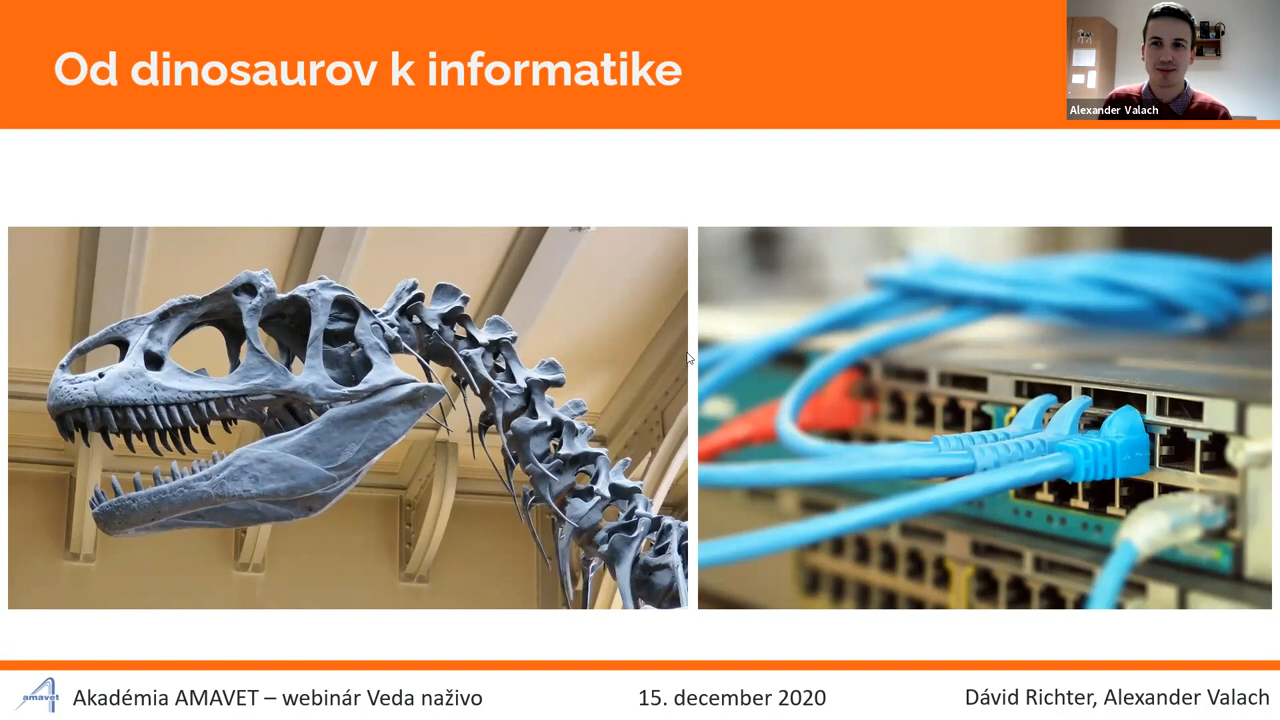 Od dinosaurov k informatike
Alexander Valach
amavet
Akadémia AMAVET – webinár Veda naživo
15. december 2020
Dávid Richter, Alexander Valach